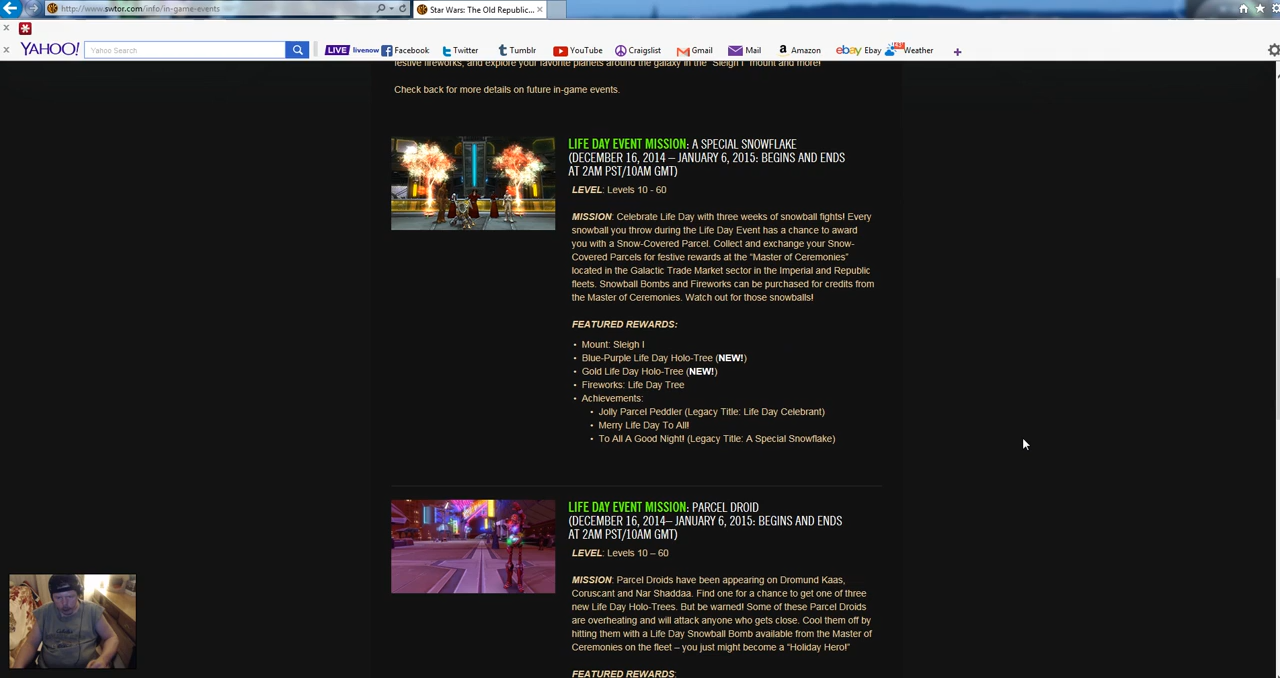 http://www.swtor.com/info/in-game-events
Star Wars: The Old Republic...
YAHOO!
Yahoo Search
LIVE livenow
Facebook
Twitter
Tumblr
YouTube
Craigslist
Gmail
Mail
Amazon
ebay Ebay
Weather
festive fireworks, and explore your favorite planets around the galaxy in the "Sleigh I" mount and more!
Check back for more details on future in-game events.
LIFE DAY EVENT MISSION: A SPECIAL SNOWFLAKE
(DECEMBER 16, 2014 – JANUARY 6, 2015: BEGINS AND ENDS
AT 2AM PST/10AM GMT)
LEVEL: Levels 10 - 60
MISSION: Celebrate Life Day with three weeks of snowball fights! Every
snowball you throw during the Life Day Event has a chance to award
you with a Snow-Covered Parcel. Collect and exchange your Snow-
Covered Parcels for festive rewards at the "Master of Ceremonies"
located in the Galactic Trade Market sector in the Imperial and Republic
fleets. Snowball Bombs and Fireworks can be purchased for credits from
the Master of Ceremonies. Watch out for those snowballs!
FEATURED REWARDS:
• Mount: Sleigh I
• Blue-Purple Life Day Holo-Tree (NEW!)
• Gold Life Day Holo-Tree (NEW!)
• Fireworks: Life Day Tree
• Achievements:
• Jolly Parcel Peddler (Legacy Title: Life Day Celebrant)
• Merry Life Day To All!
• To All A Good Night! (Legacy Title: A Special Snowflake)
LIFE DAY EVENT MISSION: PARCEL DROID
(DECEMBER 16, 2014– JANUARY 6, 2015: BEGINS AND ENDS
AT 2AM PST/10AM GMT)
LEVEL: Levels 10 – 60
MISSION: Parcel Droids have been appearing on Dromund Kaas,
Coruscant and Nar Shaddaa. Find one for a chance to get one of three
new Life Day Holo-Trees. But be warned! Some of these Parcel Droids
are overheating and will attack anyone who gets close. Cool them off by
hitting them with a Life Day Snowball Bomb available from the Master of
Ceremonies on the fleet – you just might become a "Holiday Hero!"
FEATURED REWARDS: